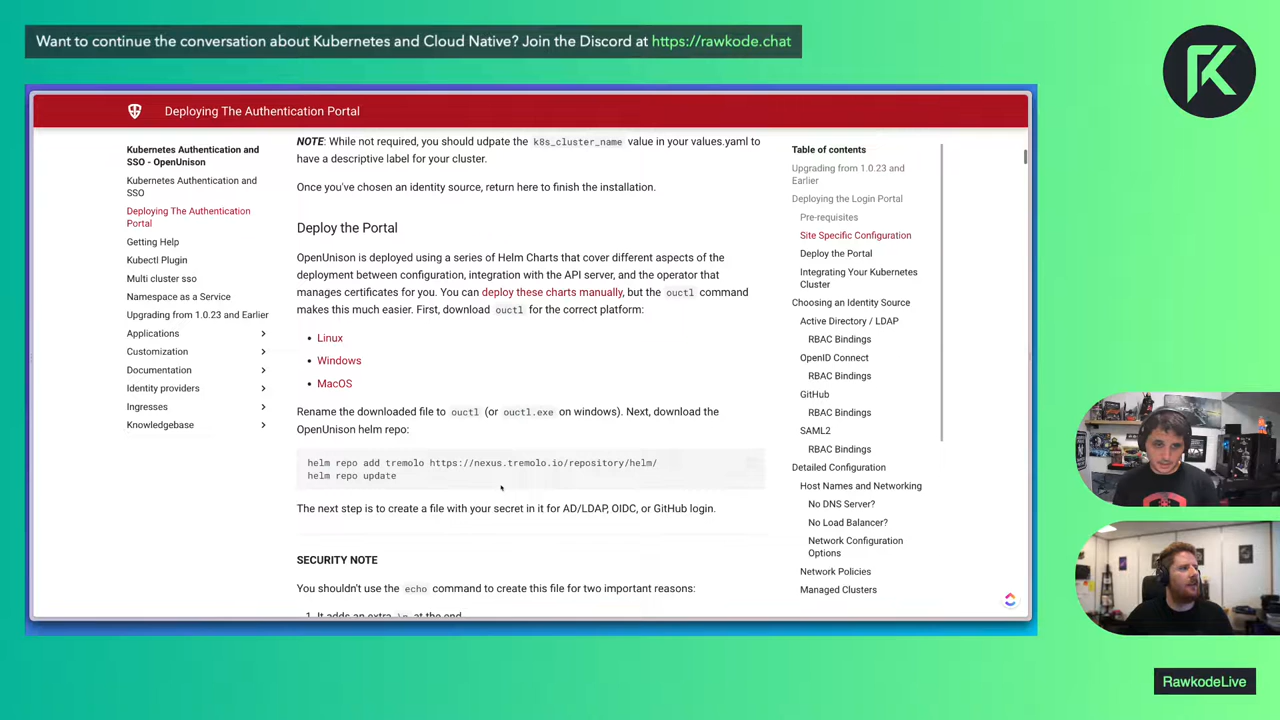 Want to continue the conversation about Kubernetes and Cloud Native? Join the Discord at https://rawkode.chat
Deploying The Authentication Portal
Kubernetes Authentication and
SSO - OpenUnison
Kubernetes Authentication and
SSO
Deploying The Authentication
Portal
Getting Help
Kubectl Plugin
Multi cluster sso
Namespace as a Service
Upgrading from 1.0.23 and Earlier
Applications
Customization
Documentation
Identity providers
Ingresses
Knowledgebase
NOTE: While not required, you should udpate the k8s_cluster_name value in your values.yaml to
have a descriptive label for your cluster.
Once you've chosen an identity source, return here to finish the installation.
Deploy the Portal
OpenUnison is deployed using a series of Helm Charts that cover different aspects of the
deployment between configuration, integration with the API server, and the operator that
manages certificates for you. You can deploy these charts manually, but the ouctl command
makes this much easier. First, download ouctl for the correct platform:
• Linux
• Windows
• MacOS
Rename the downloaded file to ouctl (or ouctl.exe on windows). Next, download the
OpenUnison helm repo:
helm repo add tremolo https://nexus.tremolo.io/repository/helm/
helm repo update
The next step is to create a file with your secret in it for AD/LDAP, OIDC, or GitHub login.
SECURITY NOTE
You shouldn't use the echo command to create this file for two important reasons:
1. It adds an extra \n at the end
Table of contents
Upgrading from 1.0.23 and
Earlier
Deploying the Login Portal
Pre-requisites
Site Specific Configuration
Deploy the Portal
Integrating Your Kubernetes
Cluster
Choosing an Identity Source
Active Directory / LDAP
RBAC Bindings
OpenID Connect
RBAC Bindings
GitHub
RBAC Bindings
SAML2
RBAC Bindings
Detailed Configuration
Host Names and Networking
No DNS Server?
No Load Balancer?
Network Configuration
Options
Network Policies
Managed Clusters
RawkodeLive